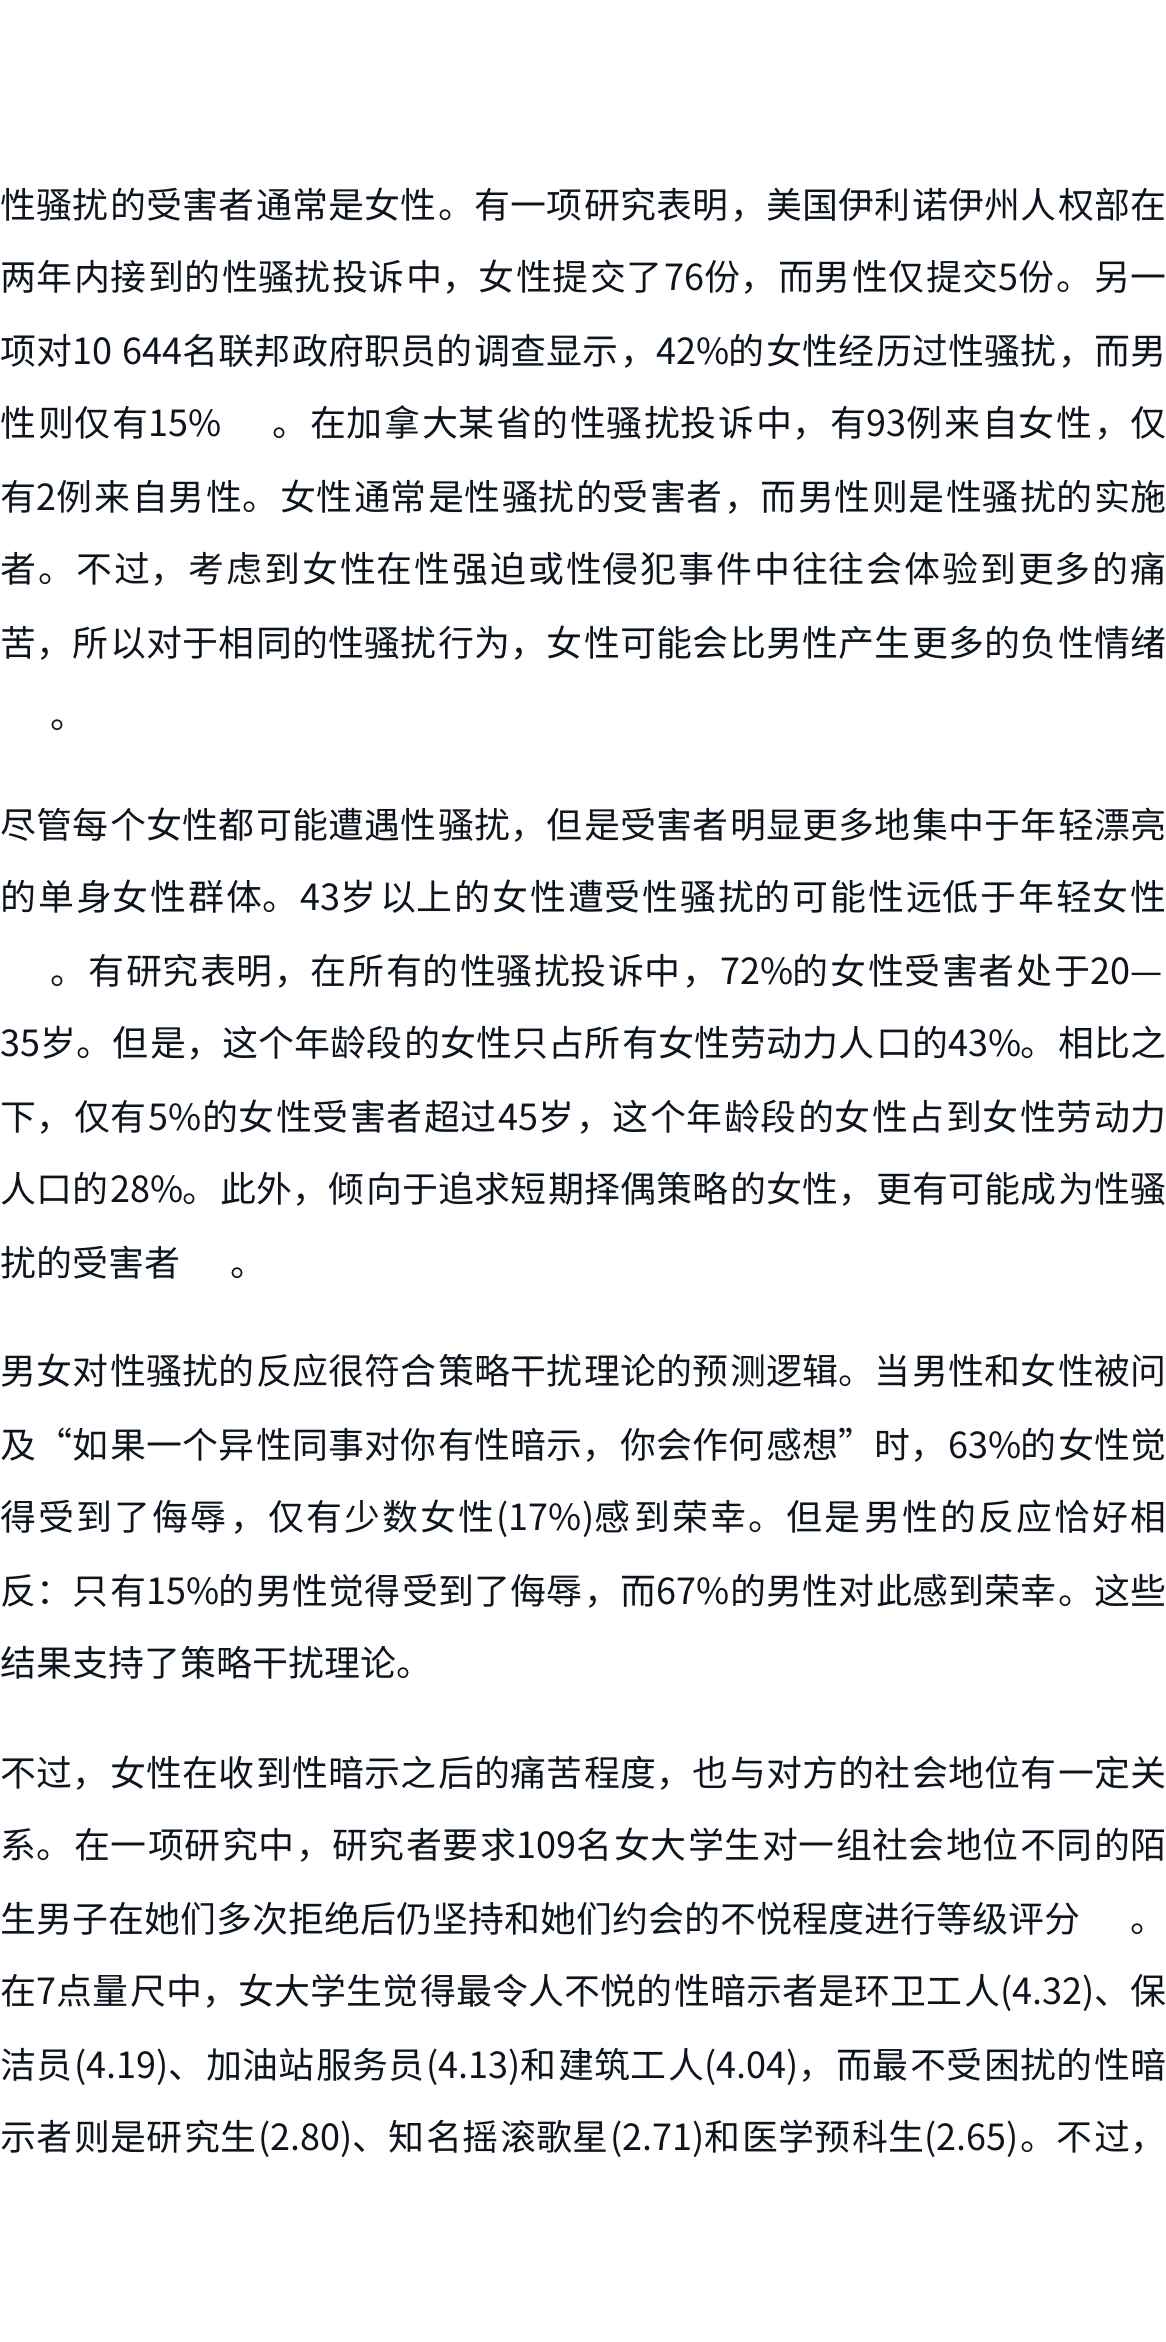 性骚扰的受害者通常是女性。有一项研究表明，美国伊利诺伊州人权部在
两年内接到的性骚扰投诉中，女性提交了76份，而男性仅提交5份。另一
项对10 644名联邦政府职员的调查显示，42%的女性经历过性骚扰，而男
性则仅有15% 。在加拿大某省的性骚扰投诉中，有93例来自女性，仅
有2例来自男性。女性通常是性骚扰的受害者，而男性则是性骚扰的实施
者。不过，考虑到女性在性强迫或性侵犯事件中往往会体验到更多的痛
苦，所以对于相同的性骚扰行为，女性可能会比男性产生更多的负性情绪
。
尽管每个女性都可能遭遇性骚扰，但是受害者明显更多地集中于年轻漂亮
的单身女性群体。43岁以上的女性遭受性骚扰的可能性远低于年轻女性
。有研究表明，在所有的性骚扰投诉中，72%的女性受害者处于20—
35岁。但是，这个年龄段的女性只占所有女性劳动力人口的43%。相比之
下，仅有5%的女性受害者超过45岁，这个年龄段的女性占到女性劳动力
人口的28%。此外，倾向于追求短期择偶策略的女性，更有可能成为性骚
扰的受害者 。
男女对性骚扰的反应很符合策略干扰理论的预测逻辑。当男性和女性被问
及“如果一个异性同事对你有性暗示，你会作何感想”时，63%的女性觉
得受到了侮辱，仅有少数女性(17%)感到荣幸。但是男性的反应恰好相
反：只有15%的男性觉得受到了侮辱，而67%的男性对此感到荣幸。这些
结果支持了策略干扰理论。
不过，女性在收到性暗示之后的痛苦程度，也与对方的社会地位有一定关
系。在一项研究中，研究者要求109名女大学生对一组社会地位不同的陌
生男子在她们多次拒绝后仍坚持和她们约会的不悦程度进行等级评分 。
在7点量尺中，女大学生觉得最令人不悦的性暗示者是环卫工人(4.32)、保
洁员(4.19)、加油站服务员(4.13)和建筑工人(4.04)，而最不受困扰的性暗
示者则是研究生(2.80)、知名摇滚歌星(2.71)和医学预科生(2.65)。不过，